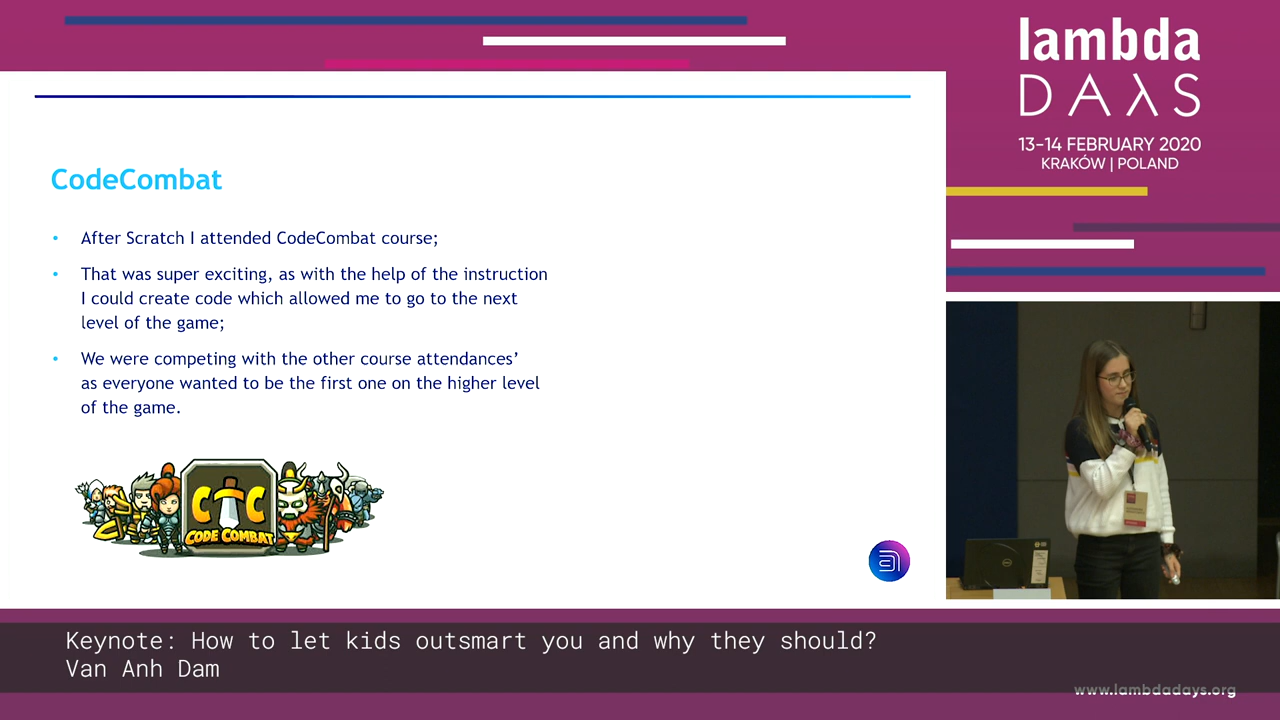 lambda
DAλS
13-14 FEBRUARY 2020
KRAKÓW | POLAND
CodeCombat
• After Scratch I attended CodeCombat course;
• That was super exciting, as with the help of the instruction
I could create code which allowed me to go to the next
level of the game;
• We were competing with the other course attendances’
as everyone wanted to be the first one on the higher level
of the game.
CTC
CODE COMBAT
Keynote: How to let kids outsmart you and why they should?
Van Anh Dam
www.lambdadays.org